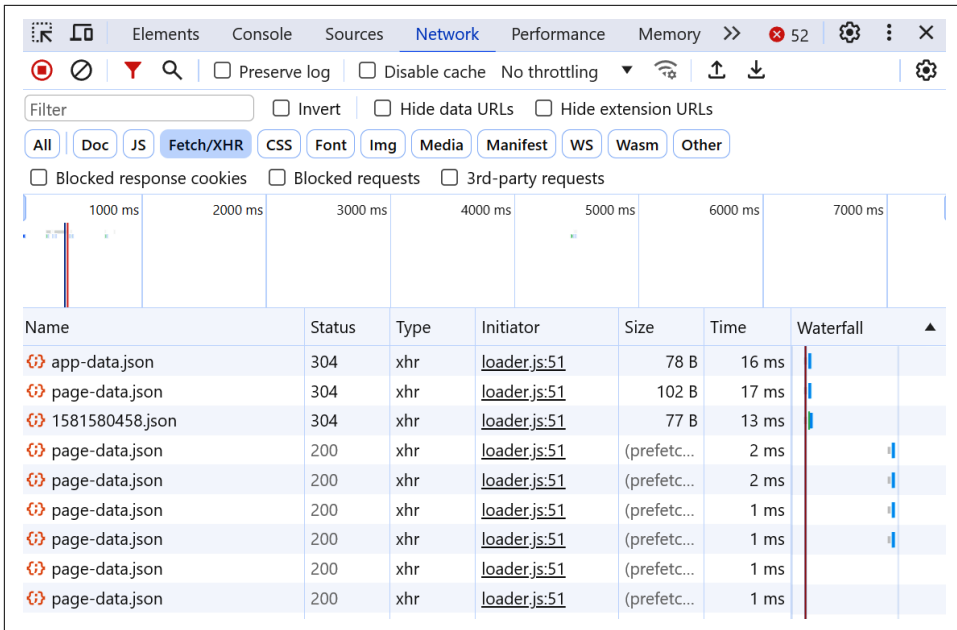 Elements Console Sources Network Performance Memory 52
Preserve log Disable cache No throttling
Filter Invert Hide data URLs Hide extension URLs
All Doc JS Fetch/XHR CSS Font Img Media Manifest WS Wasm Other
Blocked response cookies Blocked requests 3rd-party requests
1000 ms 2000 ms 3000 ms 4000 ms 5000 ms 6000 ms 7000 ms
Name Status Type Initiator Size Time Waterfall
app-data.json 304 xhr loader.js:51 78 B 16 ms
page-data.json 304 xhr loader.js:51 102 B 17 ms
1581580458.json 304 xhr loader.js:51 77 B 13 ms
page-data.json 200 xhr loader.js:51 (prefetc... 2 ms
page-data.json 200 xhr loader.js:51 (prefetc... 2 ms
page-data.json 200 xhr loader.js:51 (prefetc... 1 ms
page-data.json 200 xhr loader.js:51 (prefetc... 1 ms
page-data.json 200 xhr loader.js:51 (prefetc... 1 ms
page-data.json 200 xhr loader.js:51 (prefetc... 1 ms